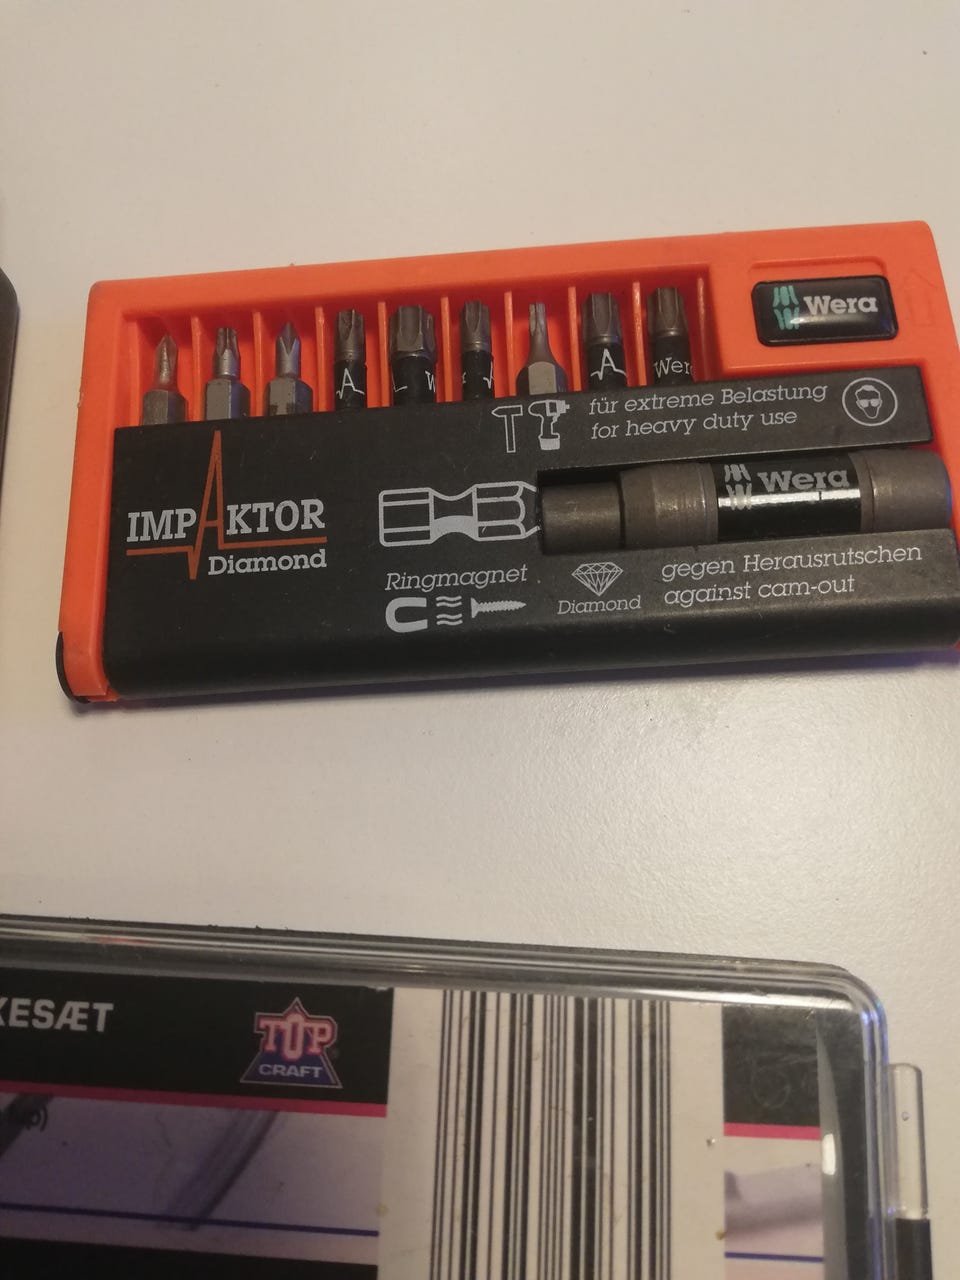 Wera
A
W
Wer
für extreme Belastung
for heavy duty use
IMPAKTOR
Diamond
Wera
Ringmagnet
Diamond
gegen Herausrutschen
against cam-out
KESÆT
TOP
CRAFT